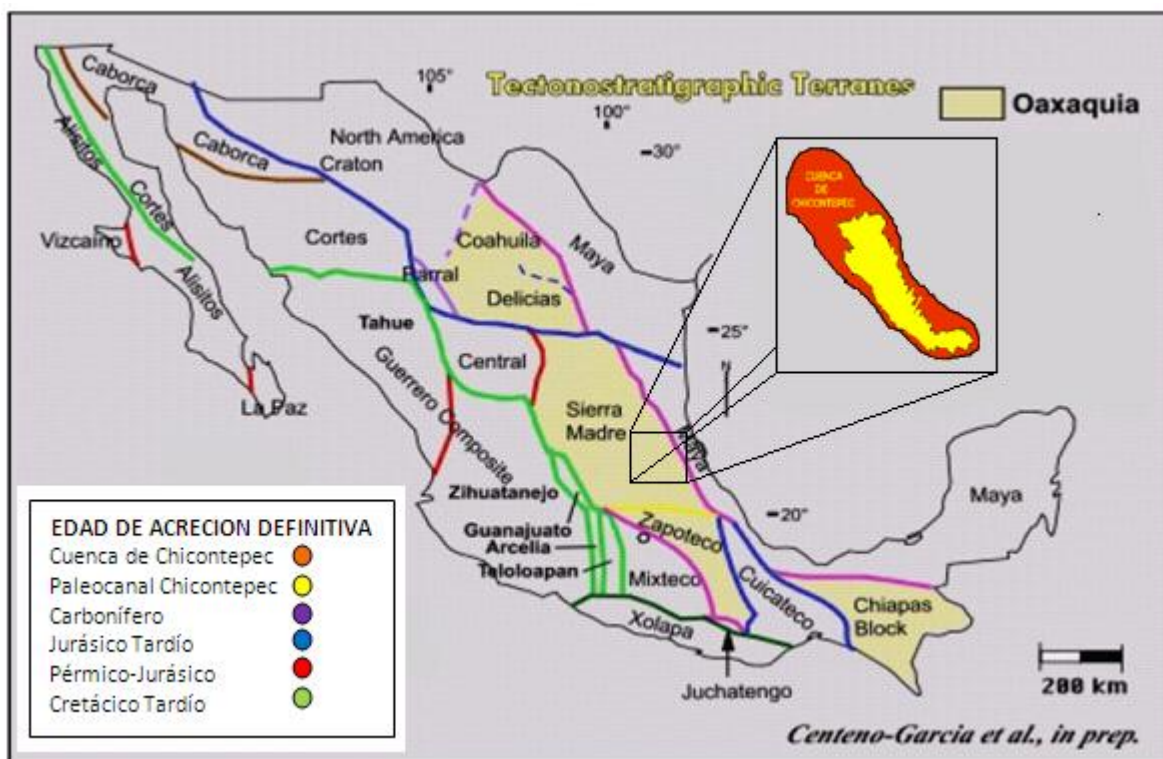 Tectonostratigraphic Terranes
Oaxaquia
105°
100°
30°
25°
20°
Caborca
Caborca
North America
Craton
Alisitos
Cortes
Vizcaíno
Alisitos
La Paz
Cortes
Coahuila
Maya
Parral
Delicias
Tahue
Central
Guerrero Composite
Sierra
Madre
Maya
N
CUENCA
DE
CHICONTEPEC
Zihuatanejo
Guanajuato
Arcelia
Teloloapan
Zapoteco
Mixteco
Cuicateco
Maya
Xolapa
Chiapas
Block
Juchatengo
200 km
Centeno-Garcia et al., in prep.
EDAD DE ACRECION DEFINITIVA
Cuenca de Chicontepec
Paleocanal Chicontepec
Carbonífero
Jurásico Tardío
Pérmico-Jurásico
Cretácico Tardío